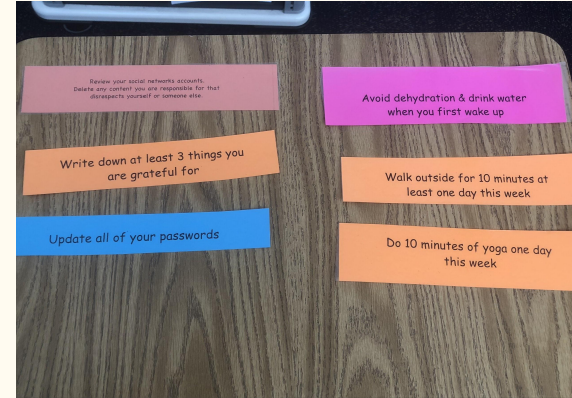 Review your social networks accounts.
Delete any content you are responsible for that
disrespects yourself or someone else.
Write down at least 3 things you
are grateful for
Update all of your passwords
Avoid dehydration & drink water
when you first wake up
Walk outside for 10 minutes at
least one day this week
Do 10 minutes of yoga one day
this week